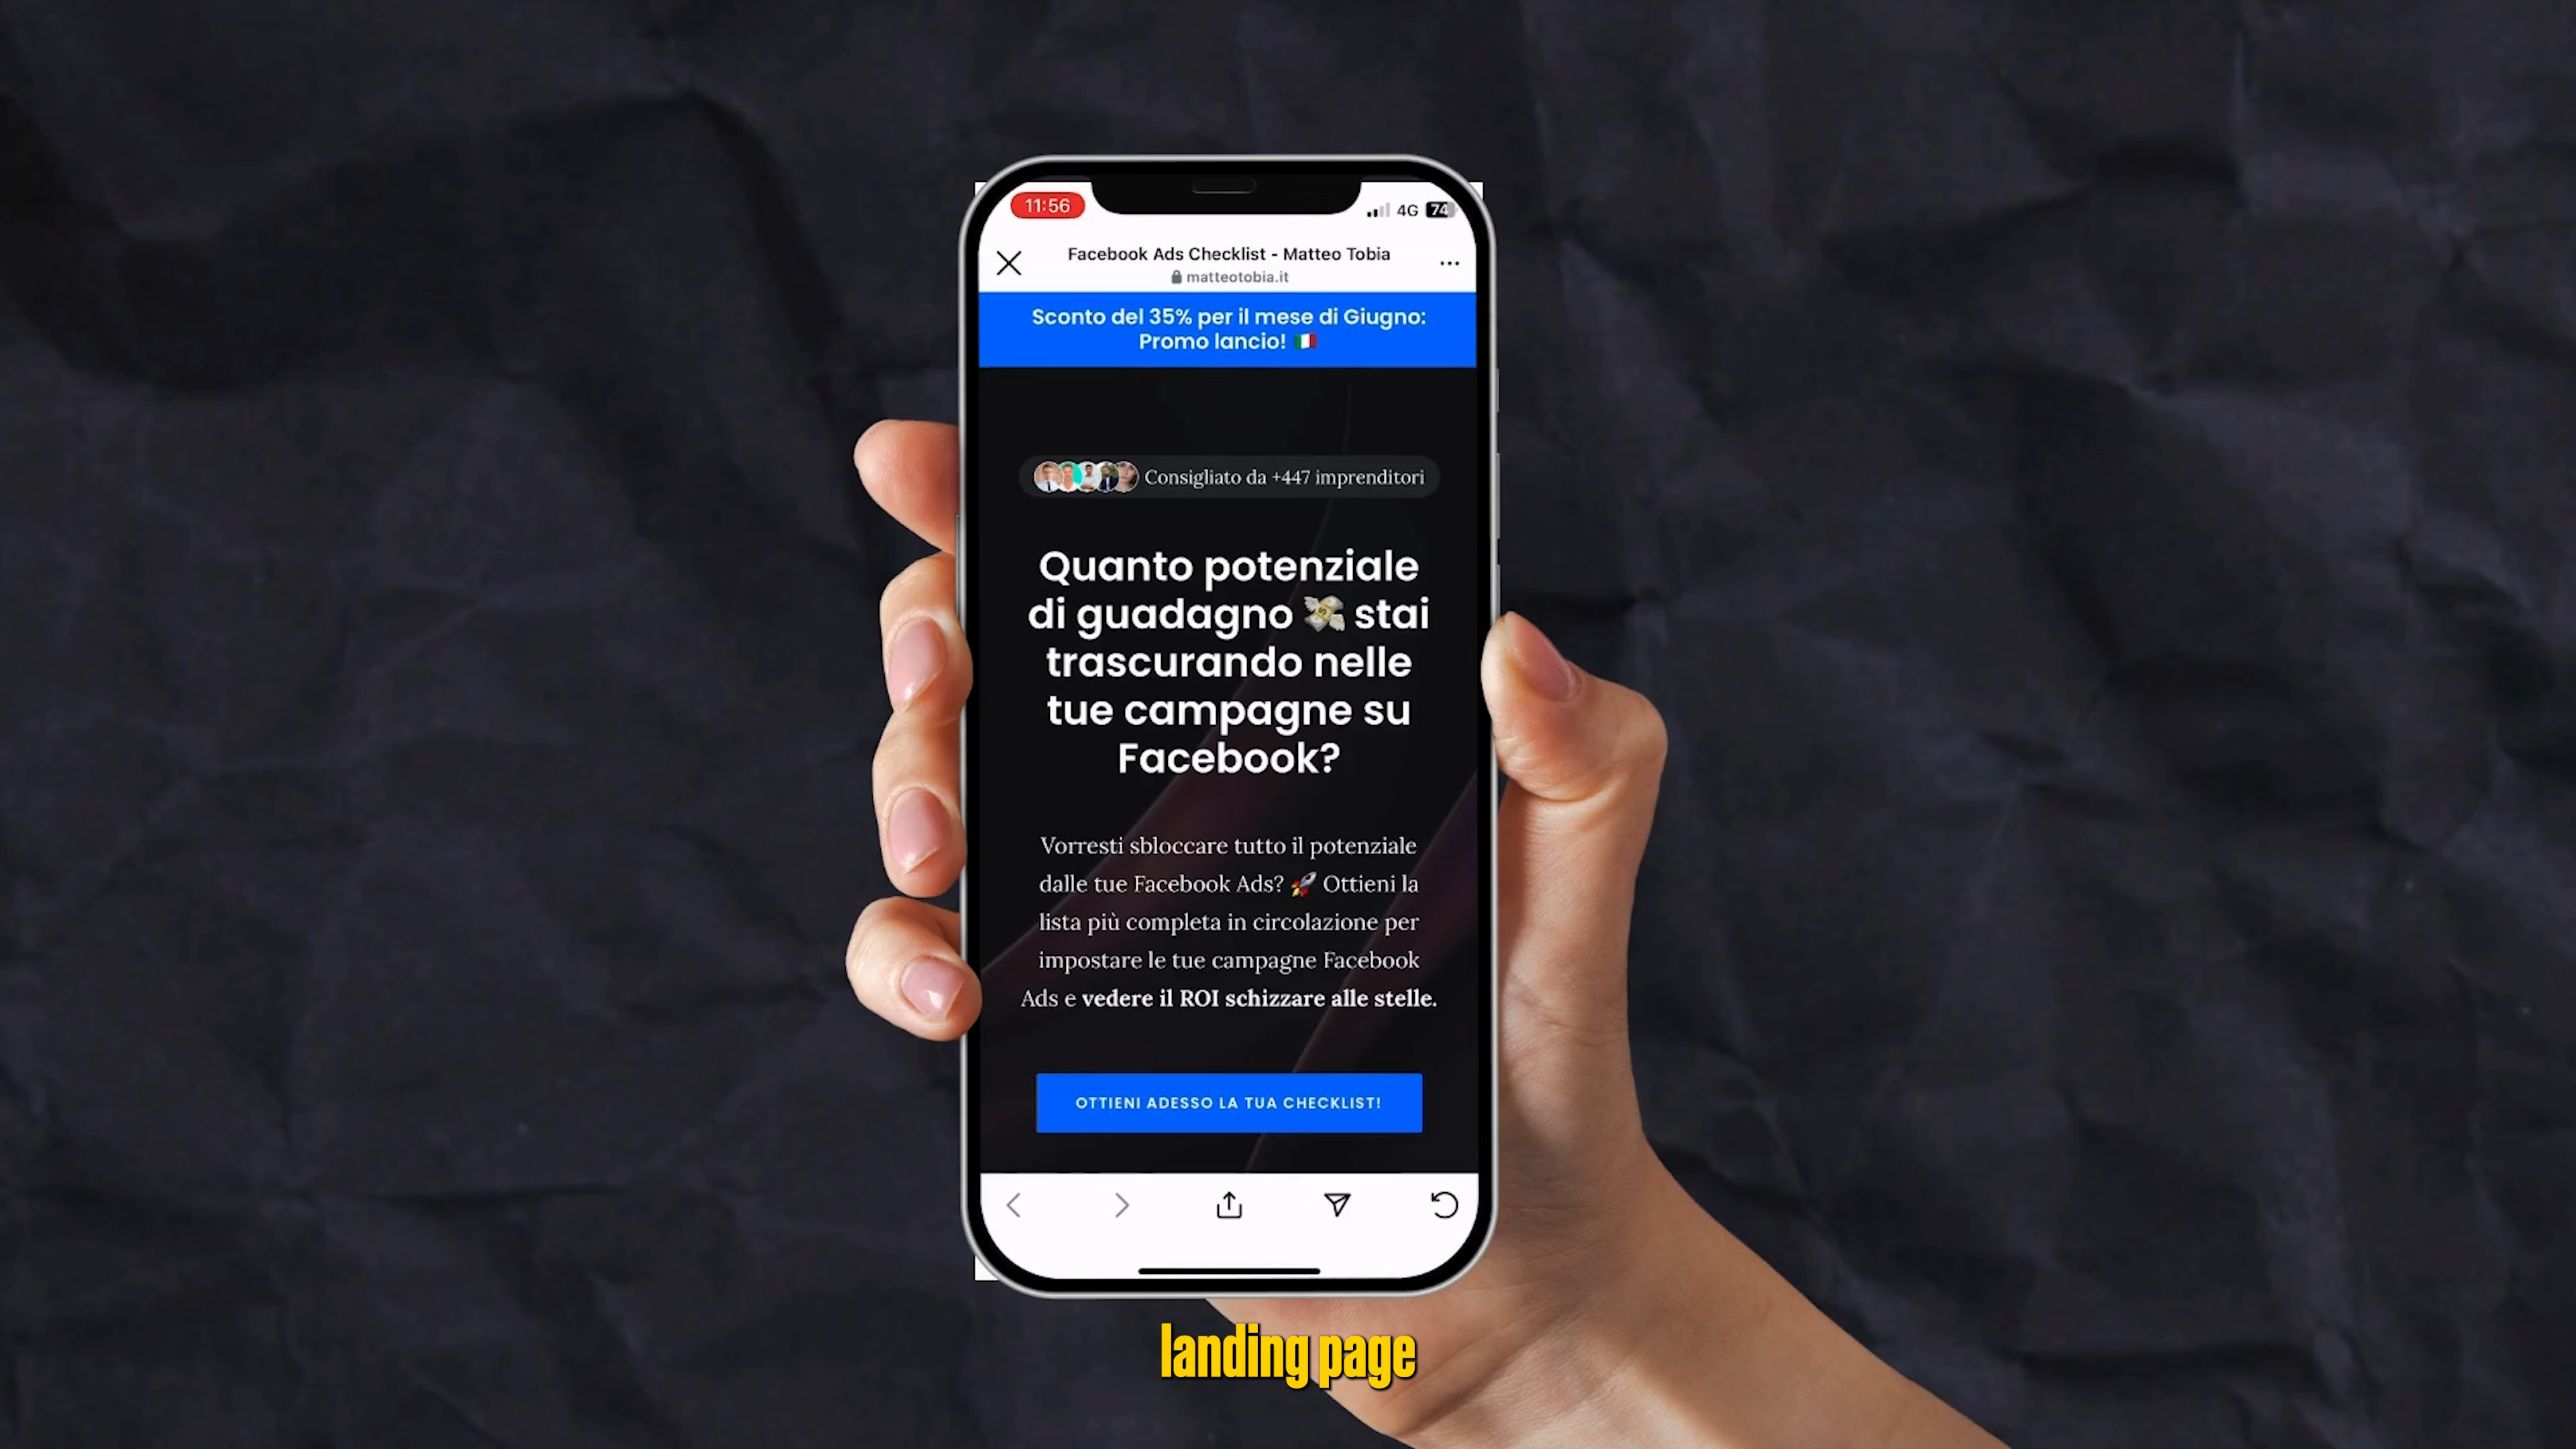 11:56
4G 74
Facebook Ads Checklist - Matteo Tobia
matteotobia.it
Sconto del 35% per il mese di Giugno:
Promo lancio! 🇮🇹
Consigliato da +447 imprenditori
Quanto potenziale
di guadagno 💸 stai
trascurando nelle
tue campagne su
Facebook?
Vorresti sbloccare tutto il potenziale
dalle tue Facebook Ads? 🚀 Ottieni la
lista più completa in circolazione per
impostare le tue campagne Facebook
Ads e vedere il ROI schizzare alle stelle.
OTTIENI ADESSO LA TUA CHECKLIST!
landing page